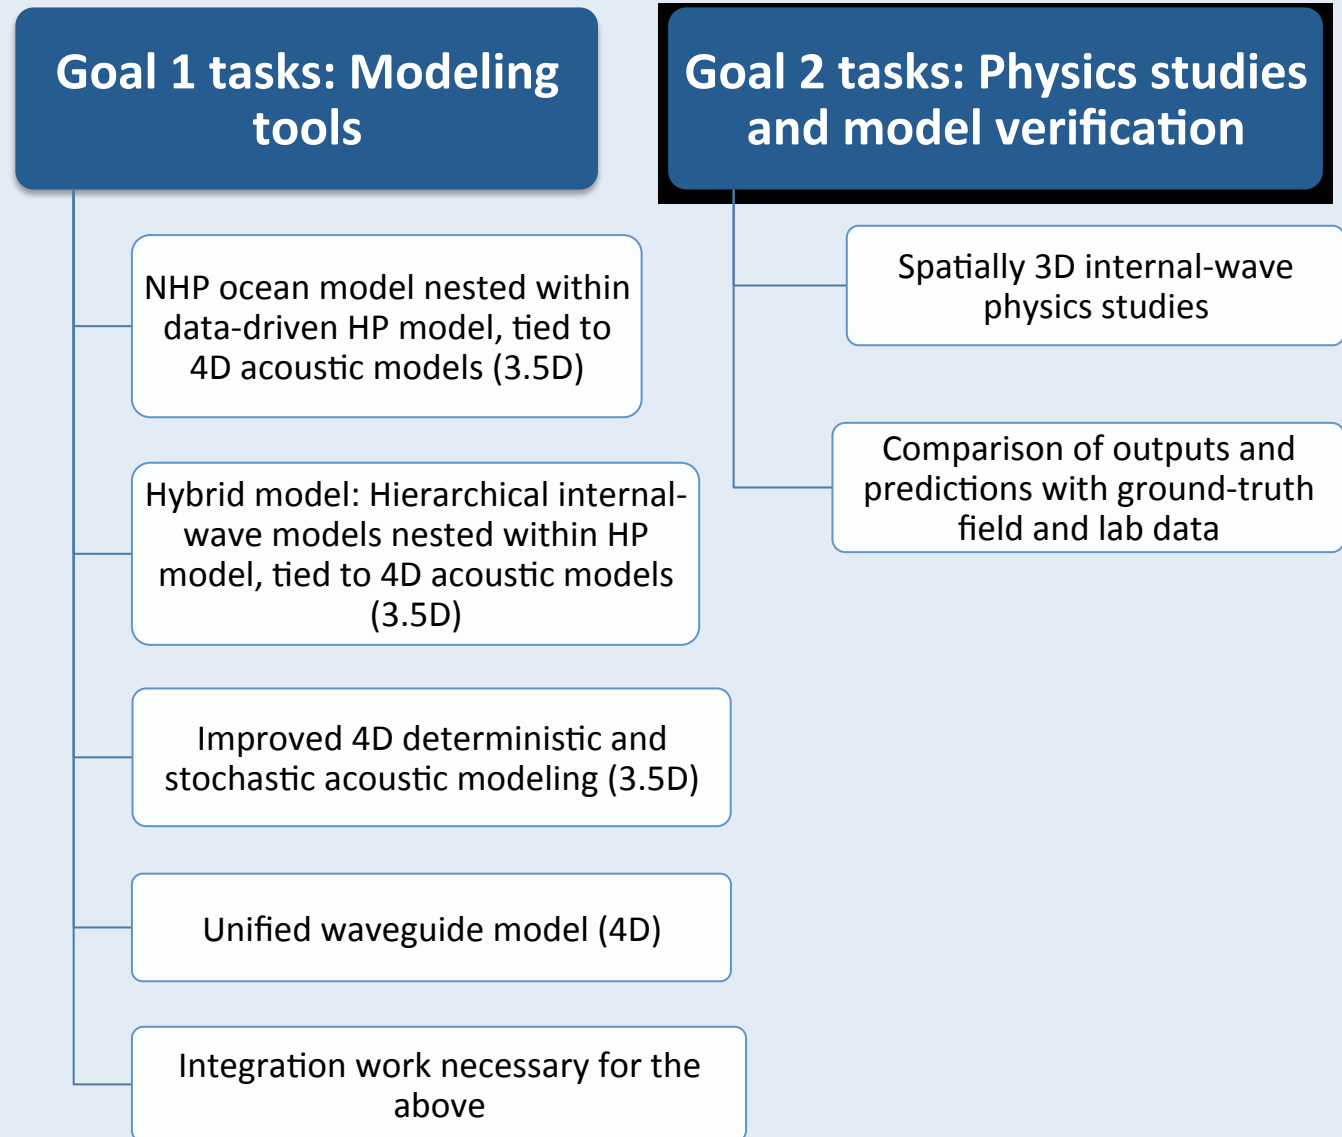 Goal 1 tasks: Modeling
tools
NHP ocean model nested within
data-driven HP model, tied to
4D acoustic models (3.5D)
Hybrid model: Hierarchical internal-
wave models nested within HP
model, tied to 4D acoustic models
(3.5D)
Improved 4D deterministic and
stochastic acoustic modeling (3.5D)
Unified waveguide model (4D)
Integration work necessary for the
above
Goal 2 tasks: Physics studies
and model verification
Spatially 3D internal-wave
physics studies
Comparison of outputs and
predictions with ground-truth
field and lab data